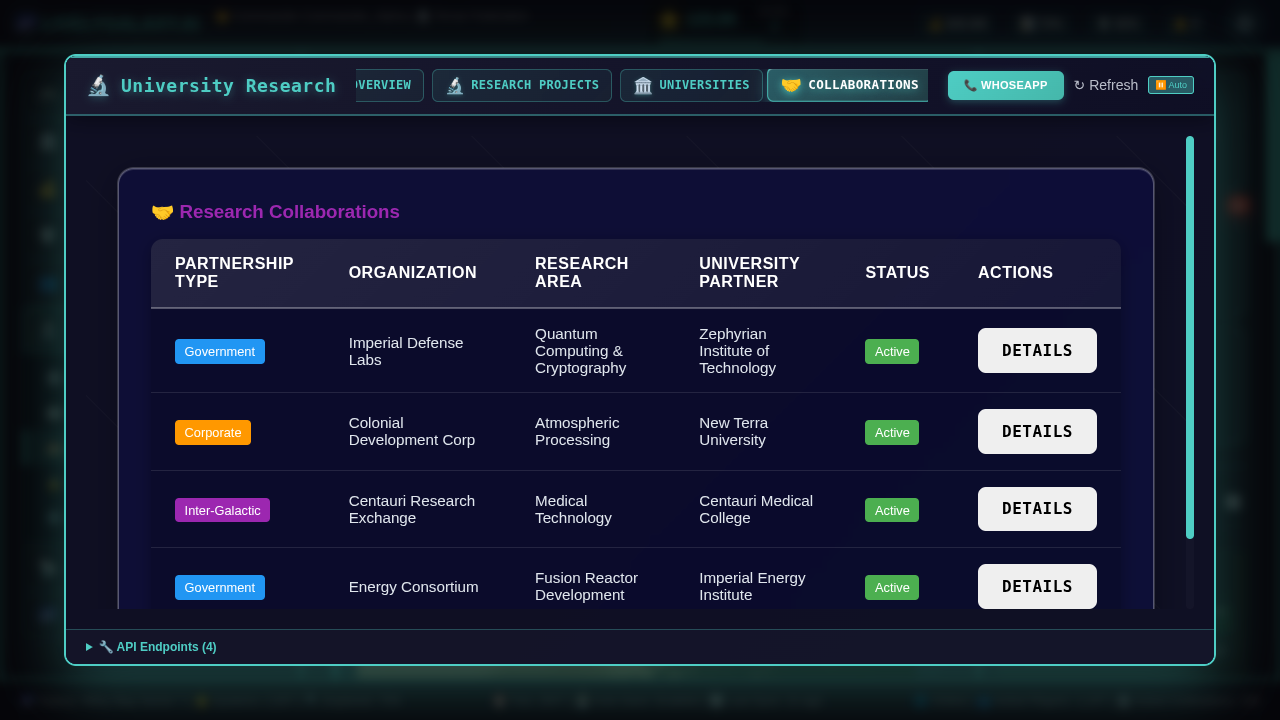 University Research
OVERVIEW
RESEARCH PROJECTS
UNIVERSITIES
COLLABORATIONS
WHOSEAPP
↻ Refresh
Auto
Research Collaborations
PARTNERSHIP TYPE
ORGANIZATION
RESEARCH AREA
UNIVERSITY PARTNER
STATUS
ACTIONS
Government
Imperial Defense Labs
Quantum Computing & Cryptography
Zephyrian Institute of Technology
Active
DETAILS
Corporate
Colonial Development Corp
Atmospheric Processing
New Terra University
Active
DETAILS
Inter-Galactic
Centauri Research Exchange
Medical Technology
Centauri Medical College
Active
DETAILS
Government
Energy Consortium
Fusion Reactor Development
Imperial Energy Institute
Active
DETAILS
API Endpoints (4)